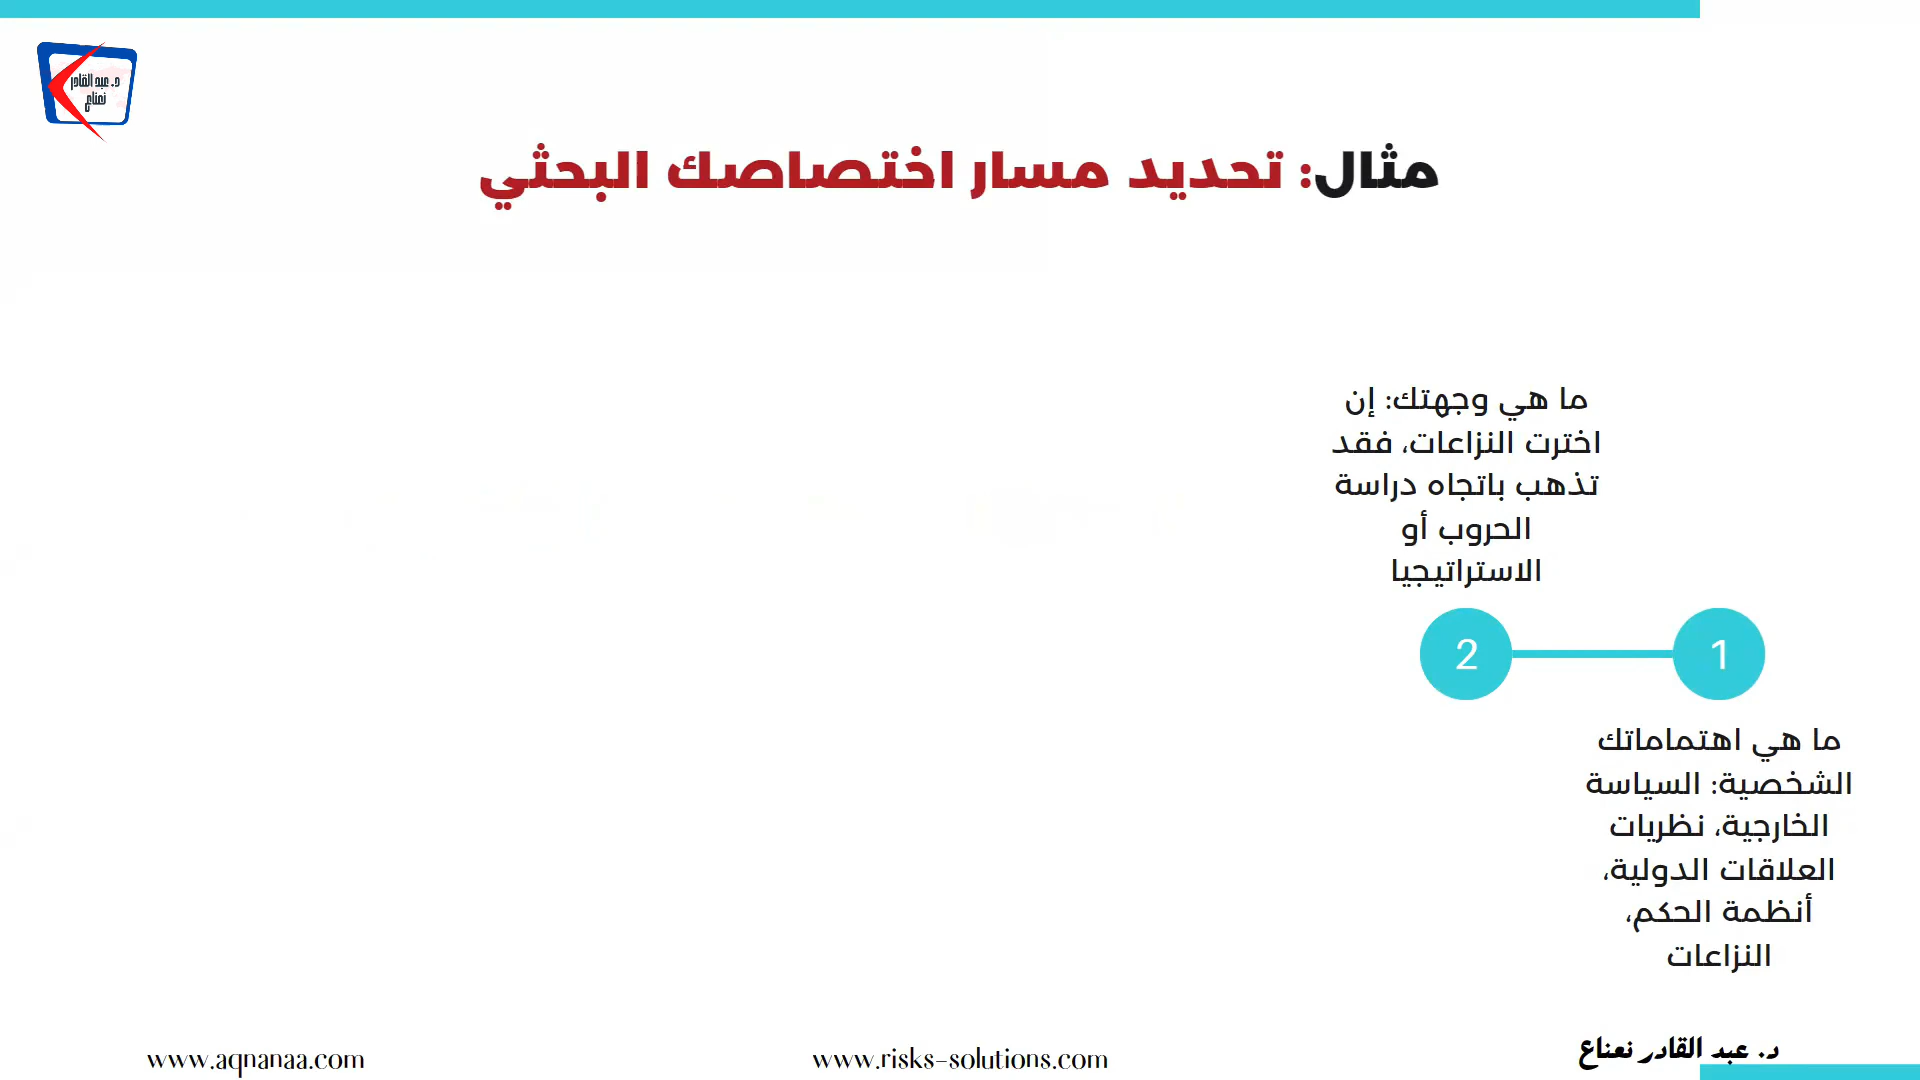 د. عبد القادر
نعناع
مثال: تحديد مسار اختصاصك البحثي
ما هي وجهتك: إن
اخترت النزاعات، فقد
تذهب باتجاه دراسة
الحروب أو
الاستراتيجيا
1
2
ما هي اهتماماتك
الشخصية: السياسة
الخارجية، نظريات
العلاقات الدولية،
أنظمة الحكم،
النزاعات
د. عبد القادر نعناع
www.risks-solutions.com
www.aqnanaa.com